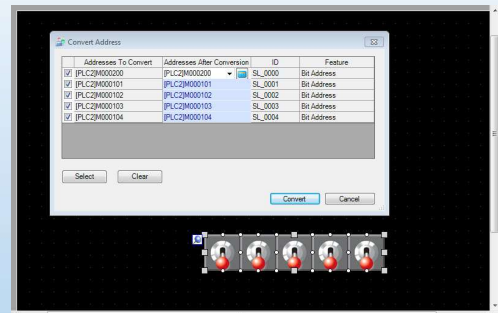 Convert Address
Addresses To Convert Addresses After Conversion ID Feature
[PLC2]M000200 [PLC2]M000200 SL_0000 Bit Address
[PLC2]M000101 [PLC2]M000101 SL_0001 Bit Address
[PLC2]M000102 [PLC2]M000102 SL_0002 Bit Address
[PLC2]M000103 [PLC2]M000103 SL_0003 Bit Address
[PLC2]M000104 [PLC2]M000104 SL_0004 Bit Address
Select Clear
Convert Cancel